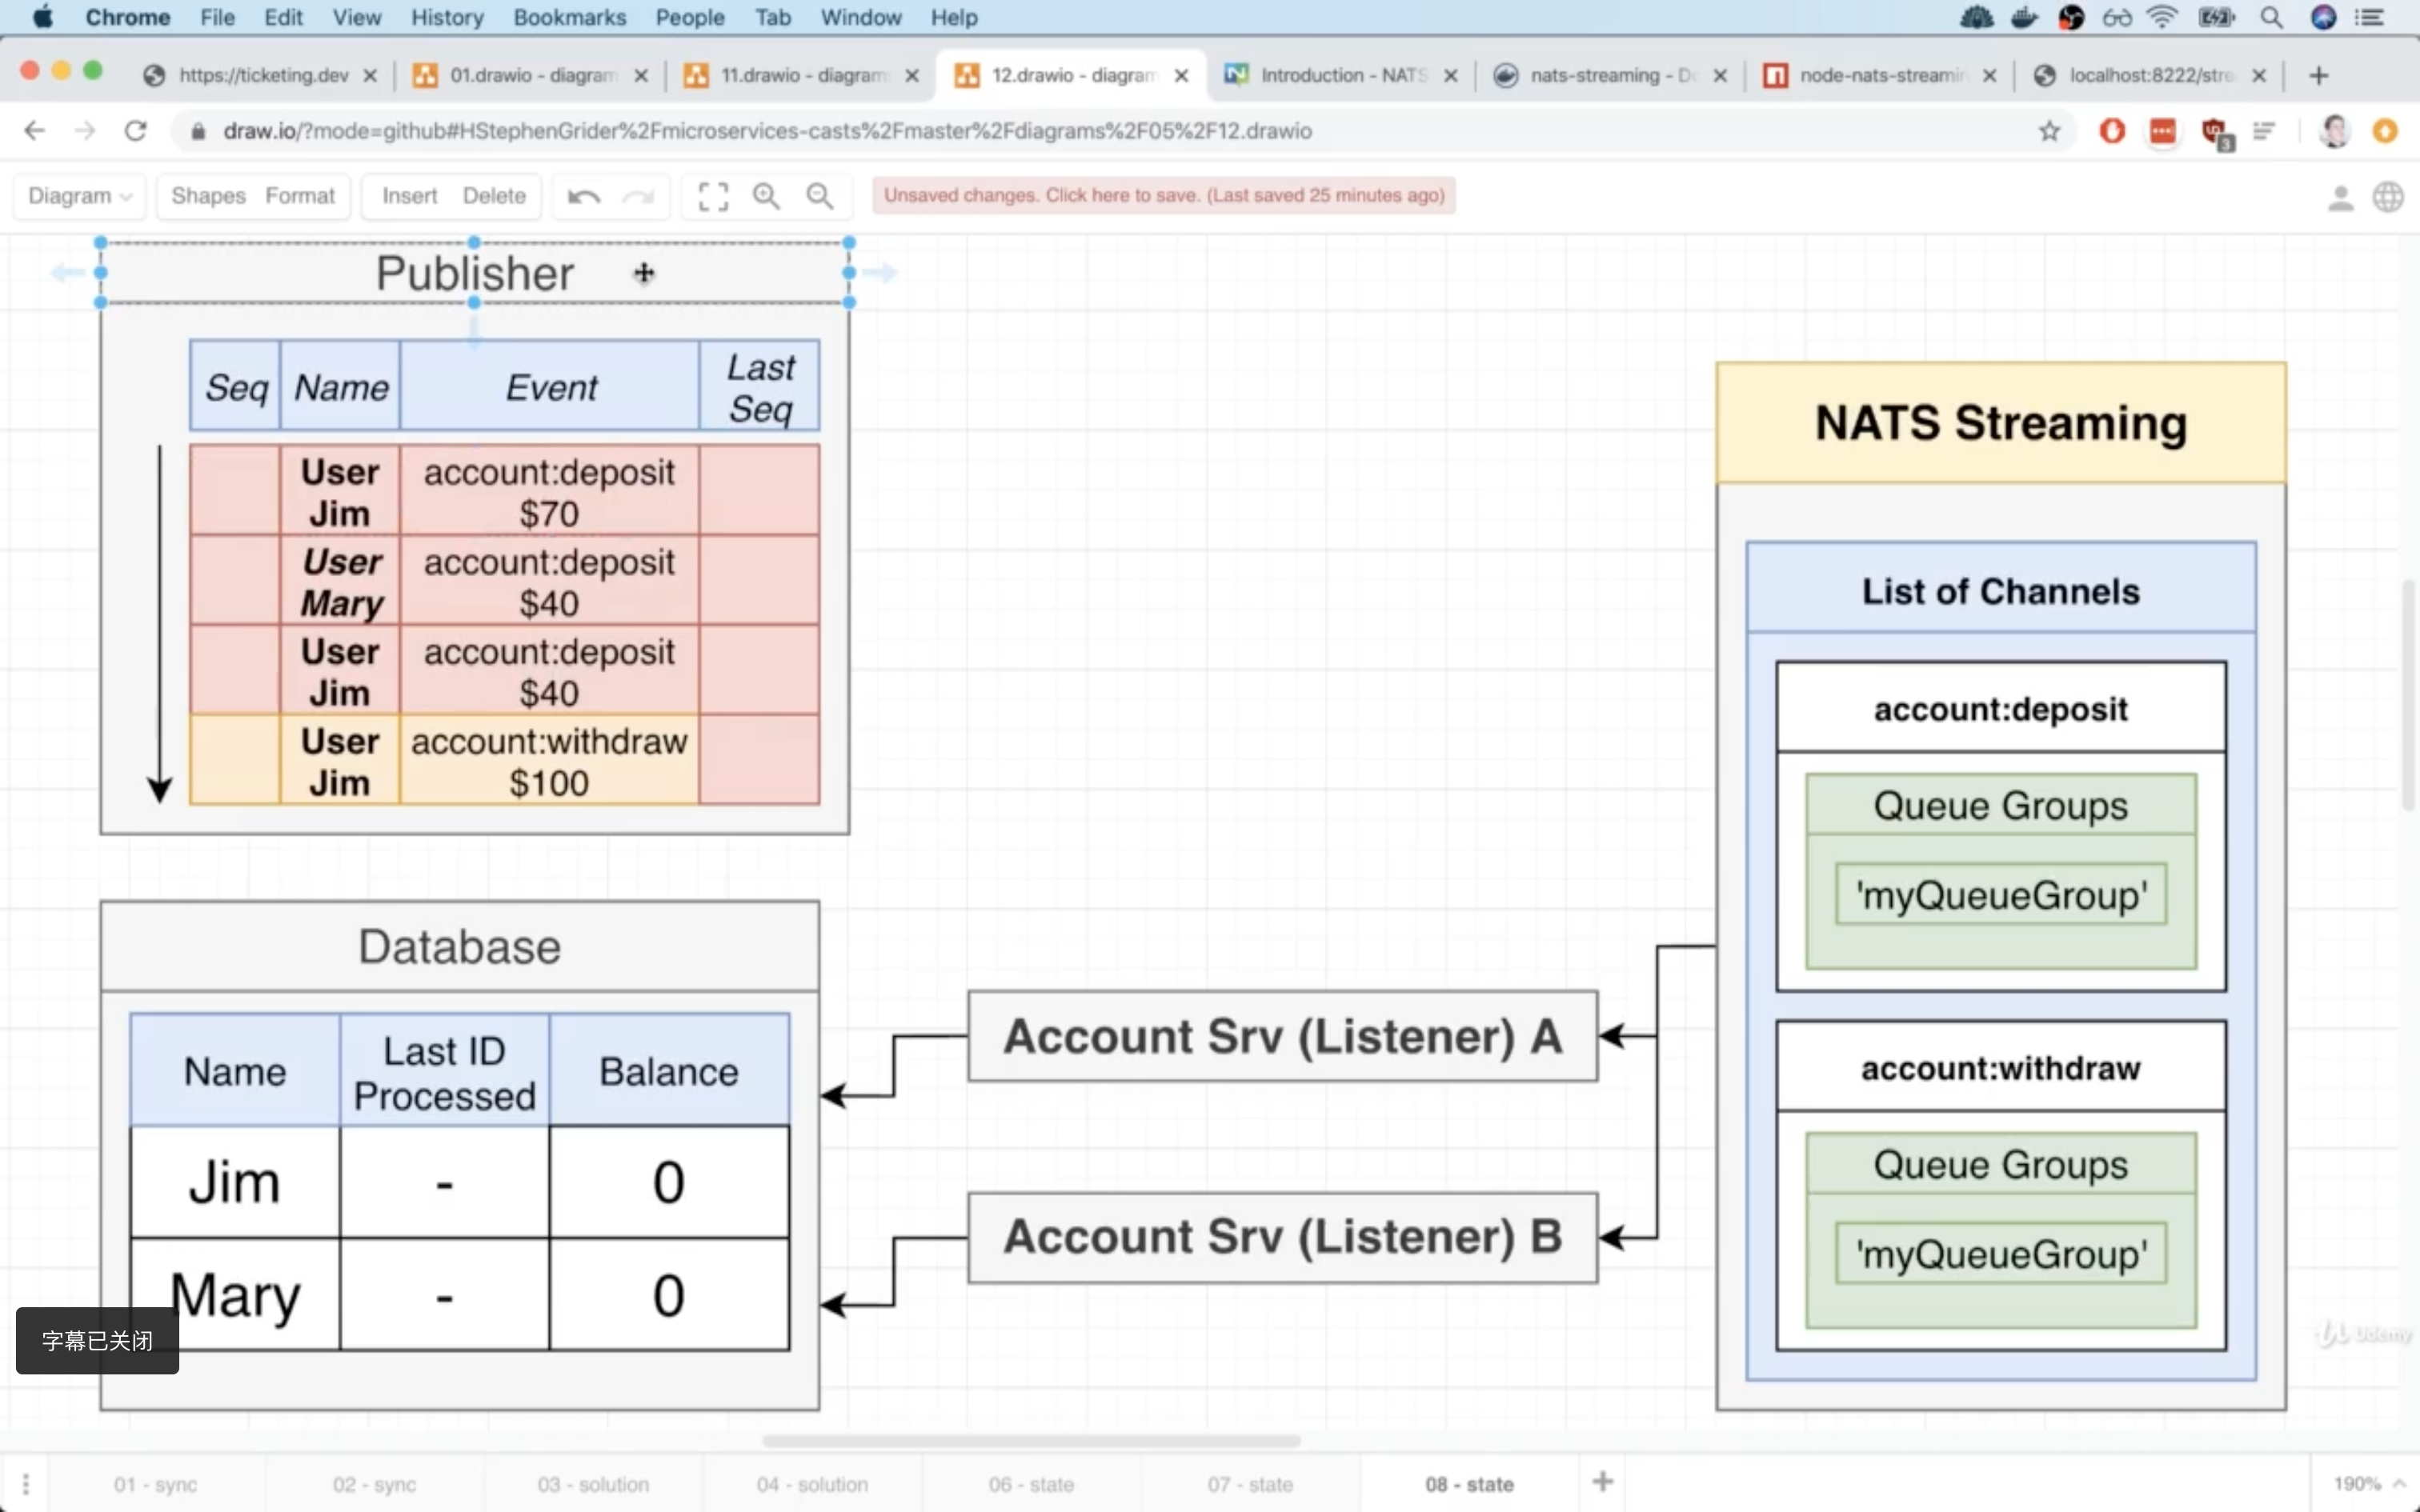 Chrome File Edit View History Bookmarks People Tab Window Help
https://ticketing.dev
01.drawio - diagram
11.drawio - diagram
12.drawio - diagram
Introduction - NATS
nats-streaming - Do
node-nats-streamin
localhost:8222/stre
draw.io/?mode=github#HStephenGrider%2Fmicroservices-casts%2Fmaster%2Fdiagrams%2F05%2F12.drawio
3
Diagram Shapes Format Insert Delete
Unsaved changes. Click here to save. (Last saved 25 minutes ago)
Publisher
Seq Name Event Last
Seq
User account:deposit
Jim $70
User account:deposit
Mary $40
User account:deposit
Jim $40
User account:withdraw
Jim $100
Database
Name Last ID
Processed Balance
Jim - 0
Mary - 0
字幕已关闭
Account Srv (Listener) A
Account Srv (Listener) B
NATS Streaming
List of Channels
account:deposit
Queue Groups
'myQueueGroup'
account:withdraw
Queue Groups
'myQueueGroup'
Udemy
01 - sync
02 - sync
03 - solution
04 - solution
06 - state
07 - state
08 - state
190%